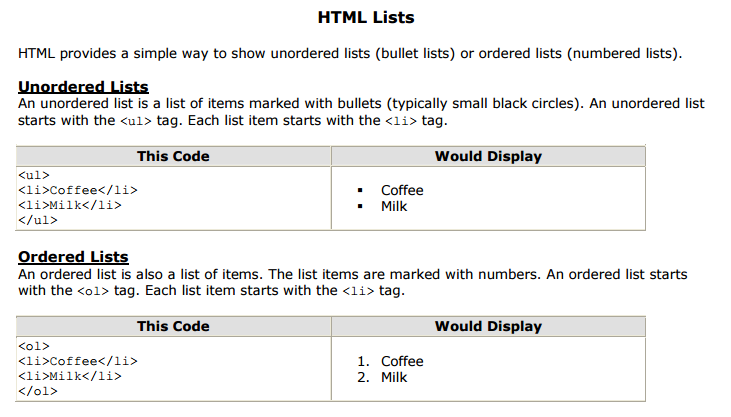 HTML Lists
HTML provides a simple way to show unordered lists (bullet lists) or ordered lists (numbered lists).
Unordered Lists
An unordered list is a list of items marked with bullets (typically small black circles). An unordered list
starts with the <ul> tag. Each list item starts with the <li> tag.
This Code Would Display
<ul>
<li>Coffee</li>
<li>Milk</li>
</ul>
▪ Coffee
▪ Milk
Ordered Lists
An ordered list is also a list of items. The list items are marked with numbers. An ordered list starts
with the <ol> tag. Each list item starts with the <li> tag.
This Code Would Display
<ol>
<li>Coffee</li>
<li>Milk</li>
</ol>
1. Coffee
2. Milk